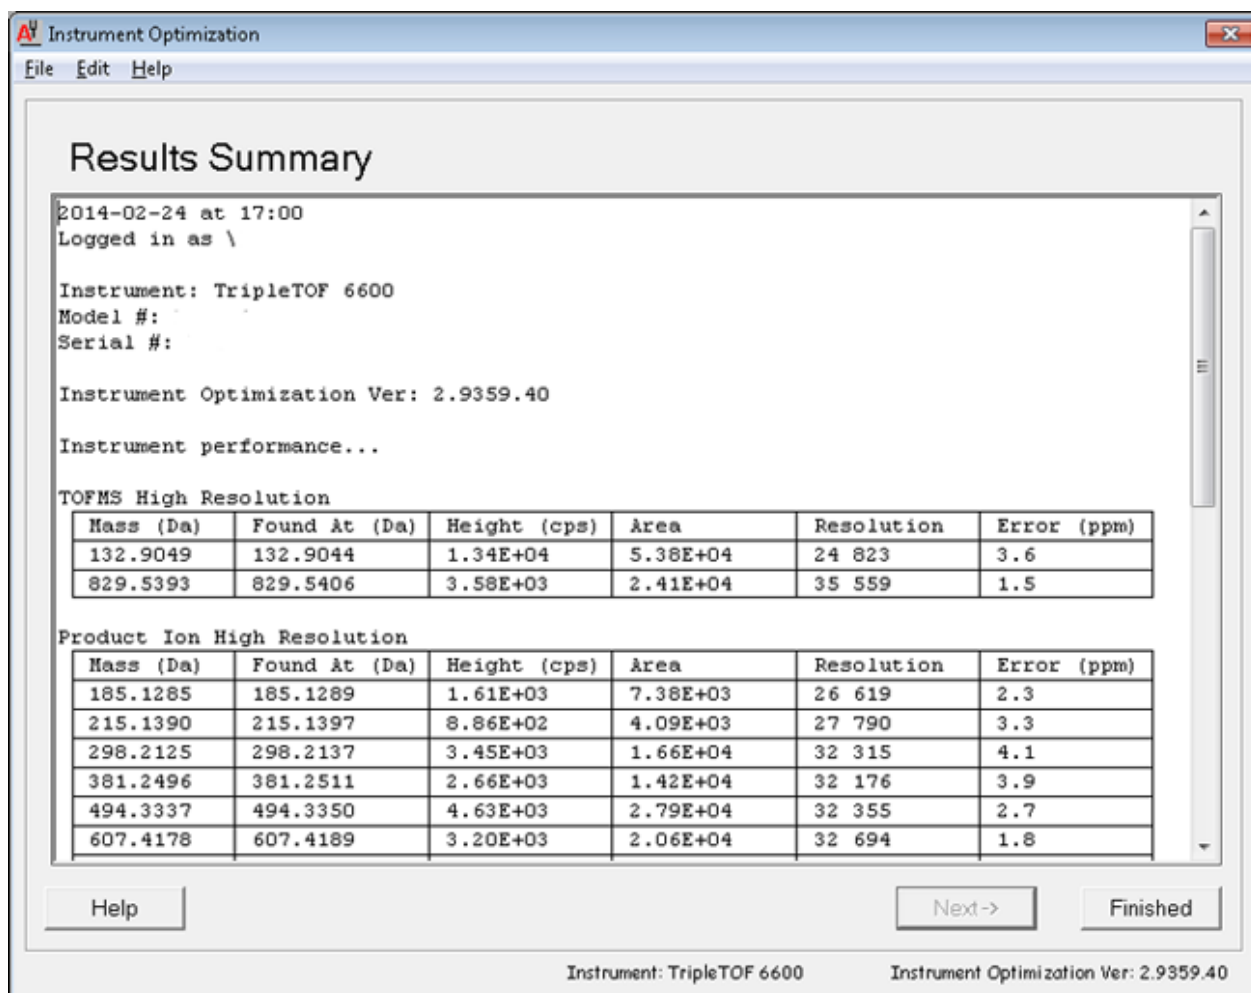 Instrument Optimization
File Edit Help
Results Summary
2014-02-24 at 17:00
Logged in as \
Instrument: TripleTOF 6600
Model #:
Serial #:
Instrument Optimization Ver: 2.9359.40
Instrument performance...
TOFMS High Resolution
Mass (Da) Found At (Da) Height (cps) Area Resolution Error (ppm)
132.9049 132.9044 1.34E+04 5.38E+04 24 823 3.6
829.5393 829.5406 3.58E+03 2.41E+04 35 559 1.5
Product Ion High Resolution
Mass (Da) Found At (Da) Height (cps) Area Resolution Error (ppm)
185.1285 185.1289 1.61E+03 7.38E+03 26 619 2.3
215.1390 215.1397 8.86E+02 4.09E+03 27 790 3.3
298.2125 298.2137 3.45E+03 1.66E+04 32 315 4.1
381.2496 381.2511 2.66E+03 1.42E+04 32 176 3.9
494.3337 494.3350 4.63E+03 2.79E+04 32 355 2.7
607.4178 607.4189 3.20E+03 2.06E+04 32 694 1.8
Help Next-> Finished
Instrument: TripleTOF 6600 Instrument Optimization Ver: 2.9359.40